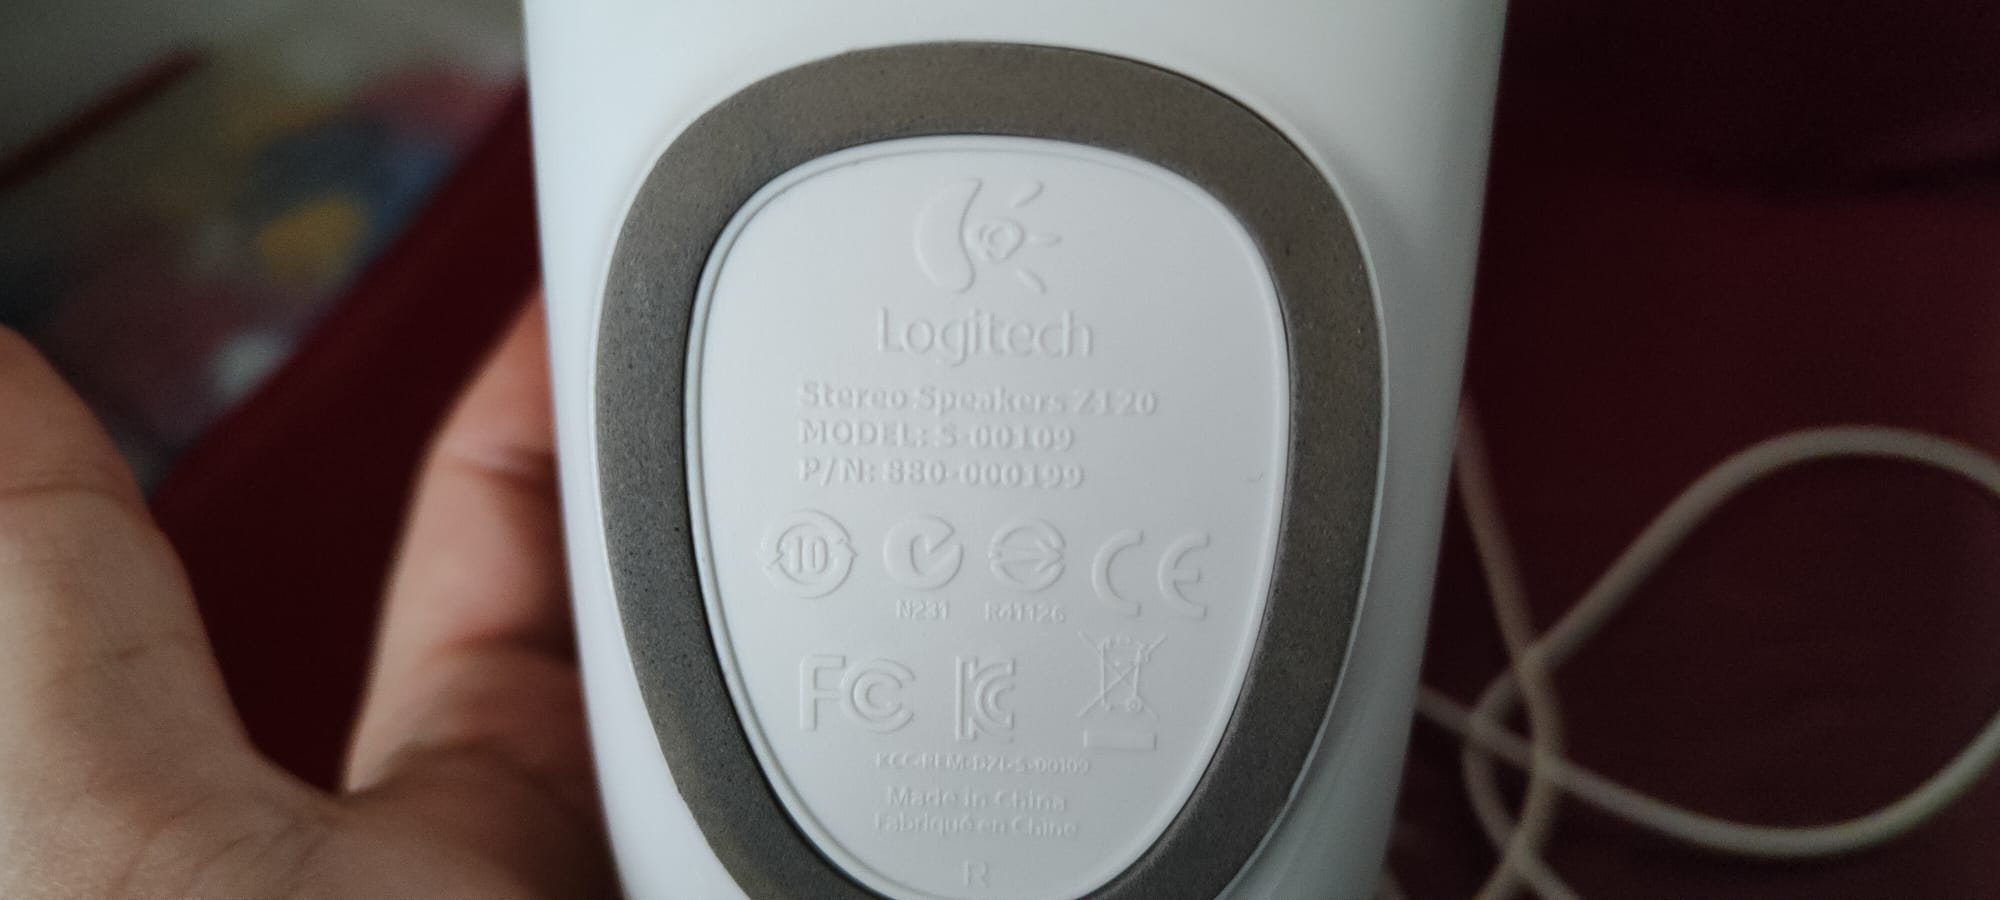 Logitech
Stereo Speakers Z120
MODEL: S-00109
P/N: 880-000199
10
N231 R41126
CE
FC
KCC-REM-DZL-S-00109
Made in China
Fabriqué en Chine
R